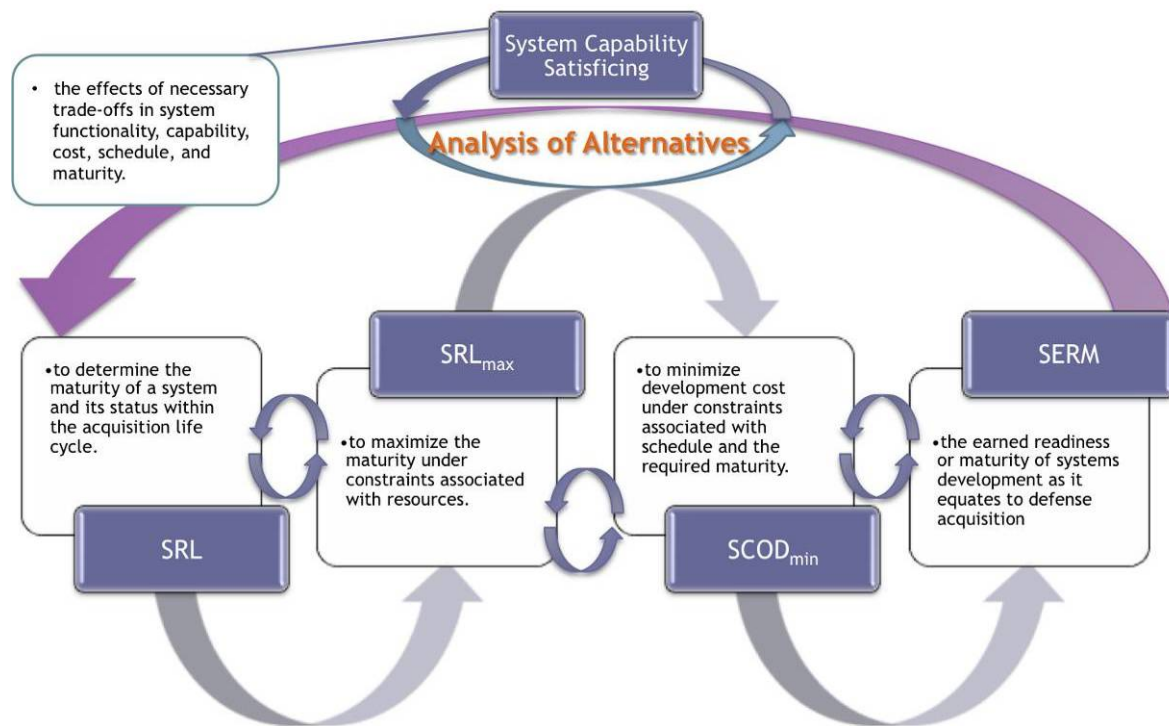 System Capability
Satisficing
• the effects of necessary
trade-offs in system
functionality, capability,
cost, schedule, and
maturity.
Analysis of Alternatives
•to determine the
maturity of a system
and its status within
the acquisition life
cycle.
SRL
SRLmax
•to maximize the
maturity under
constraints associated
with resources.
•to minimize
development cost
under constraints
associated with
schedule and the
required maturity.
SCODmin
SERM
•the earned readiness
or maturity of systems
development as it
equates to defense
acquisition